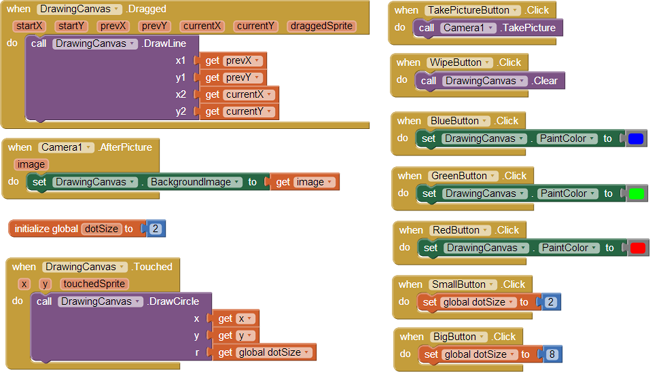 when DrawingCanvas .Dragged
startX startY prevX prevY currentX currentY draggedSprite
do call DrawingCanvas .DrawLine
x1 get prevX
y1 get prevY
x2 get currentX
y2 get currentY
when Camera1 .AfterPicture
image
do set DrawingCanvas . BackgroundImage to get image
initialize global dotSize to 2
when DrawingCanvas .Touched
x y touchedSprite
do call DrawingCanvas .DrawCircle
x get x
y get y
r get global dotSize
when TakePictureButton .Click
do call Camera1 .TakePicture
when WipeButton .Click
do call DrawingCanvas .Clear
when BlueButton .Click
do set DrawingCanvas . PaintColor to
when GreenButton .Click
do set DrawingCanvas . PaintColor to
when RedButton .Click
do set DrawingCanvas . PaintColor to
when SmallButton .Click
do set global dotSize to 2
when BigButton .Click
do set global dotSize to 8